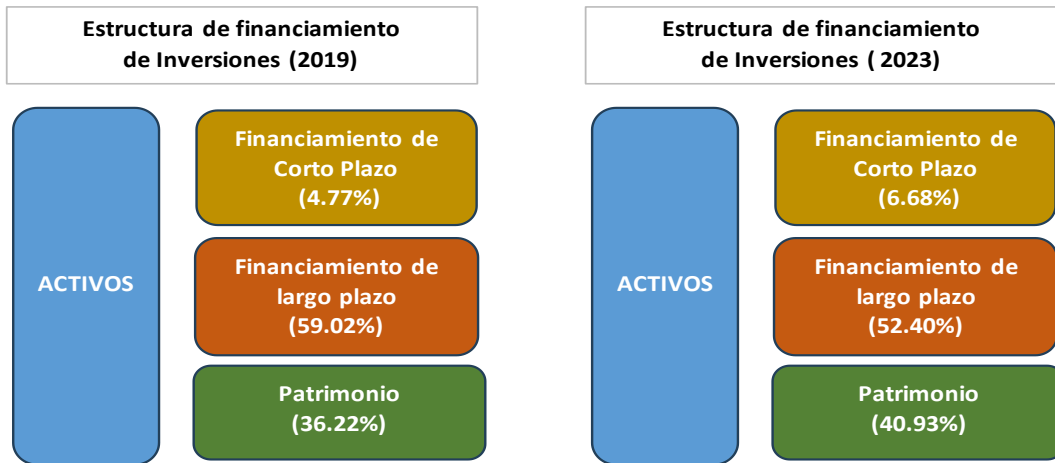 Estructura de financiamiento
de Inversiones (2019)
ACTIVOS
Financiamiento de
Corto Plazo
(4.77%)
Financiamiento de
largo plazo
(59.02%)
Patrimonio
(36.22%)
Estructura de financiamiento
de Inversiones ( 2023)
ACTIVOS
Financiamiento de
Corto Plazo
(6.68%)
Financiamiento de
largo plazo
(52.40%)
Patrimonio
(40.93%)